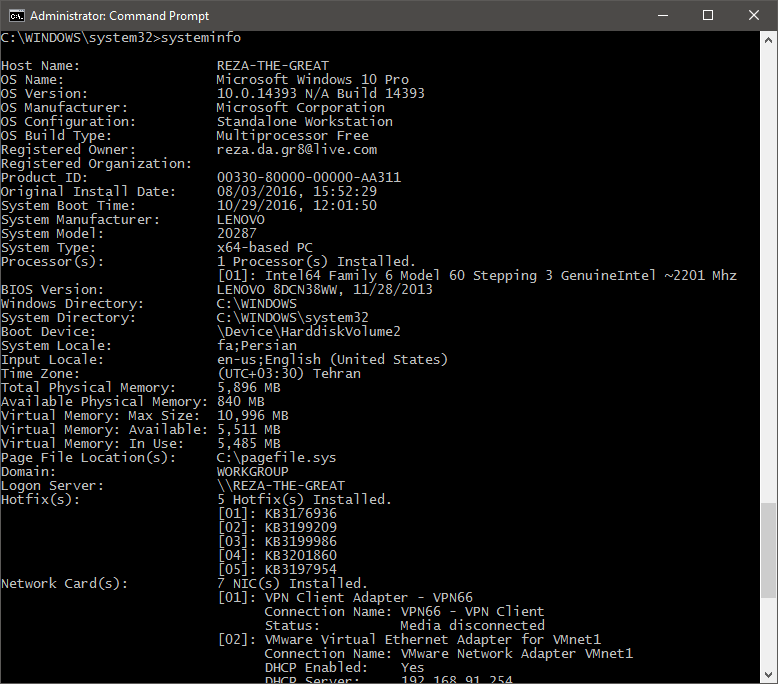 Administrator: Command Prompt
C:\WINDOWS\system32>systeminfo
Host Name: REZA-THE-GREAT
OS Name: Microsoft Windows 10 Pro
OS Version: 10.0.14393 N/A Build 14393
OS Manufacturer: Microsoft Corporation
OS Configuration: Standalone Workstation
OS Build Type: Multiprocessor Free
Registered Owner: reza.da.gr8@live.com
Registered Organization:
Product ID: 00330-80000-00000-AA311
Original Install Date: 08/03/2016, 15:52:29
System Boot Time: 10/29/2016, 12:01:50
System Manufacturer: LENOVO
System Model: 20287
System Type: x64-based PC
Processor(s): 1 Processor(s) Installed.
[01]: Intel64 Family 6 Model 60 Stepping 3 GenuineIntel ~2201 Mhz
BIOS Version: LENOVO 8DCN38WW, 11/28/2013
Windows Directory: C:\WINDOWS
System Directory: C:\WINDOWS\system32
Boot Device: \Device\HarddiskVolume2
System Locale: fa;Persian
Input Locale: en-us;English (United States)
Time Zone: (UTC+03:30) Tehran
Total Physical Memory: 5,896 MB
Available Physical Memory: 840 MB
Virtual Memory: Max Size: 10,996 MB
Virtual Memory: Available: 5,511 MB
Virtual Memory: In Use: 5,485 MB
Page File Location(s): C:\pagefile.sys
Domain: WORKGROUP
Logon Server: \\REZA-THE-GREAT
Hotfix(s): 5 Hotfix(s) Installed.
[01]: KB3176936
[02]: KB3199209
[03]: KB3199986
[04]: KB3201860
[05]: KB3197954
Network Card(s): 7 NIC(s) Installed.
[01]: VPN Client Adapter - VPN66
Connection Name: VPN66 - VPN Client
Status: Media disconnected
[02]: VMware Virtual Ethernet Adapter for VMnet1
Connection Name: VMware Network Adapter VMnet1
DHCP Enabled: Yes
DHCP Server: 192.168.91.254